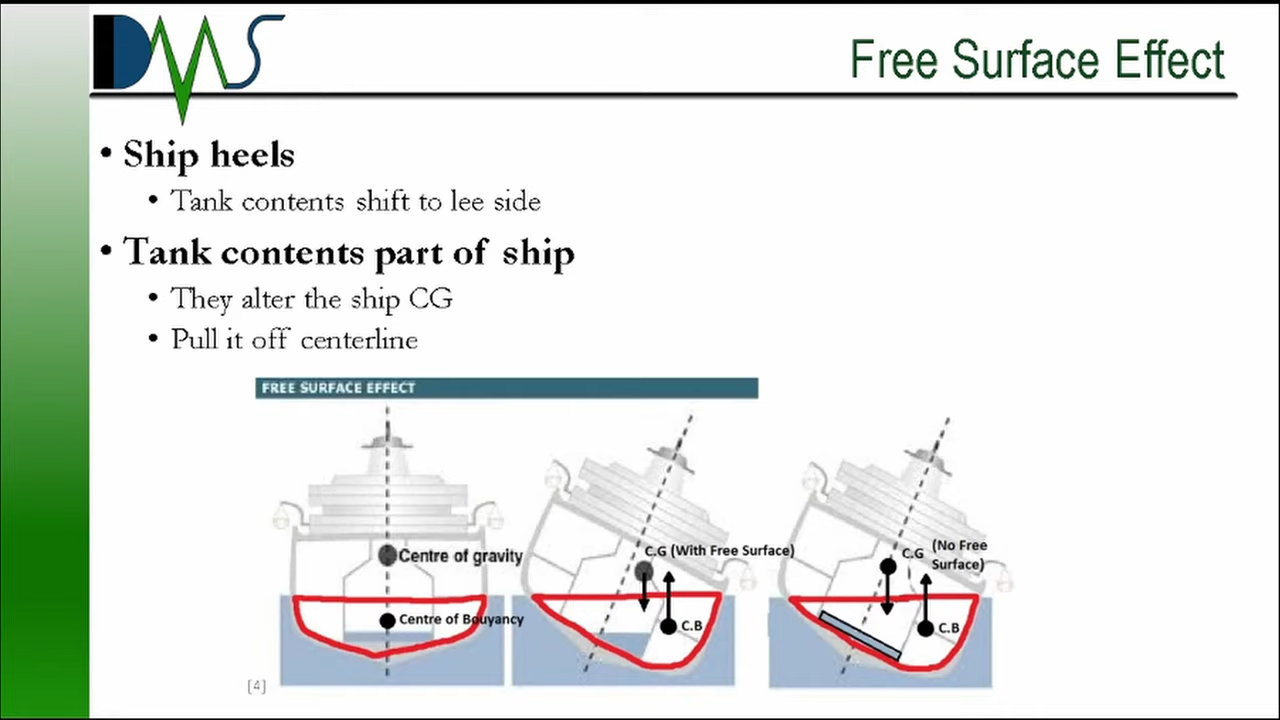 DMS
Free Surface Effect
• Ship heels
• Tank contents shift to lee side
• Tank contents part of ship
• They alter the ship CG
• Pull it off centerline
FREE SURFACE EFFECT
Centre of gravity
Centre of Bouyancy
C.G (With Free Surface)
C.B
C.G
(No Free
Surface)
C.B
[4]